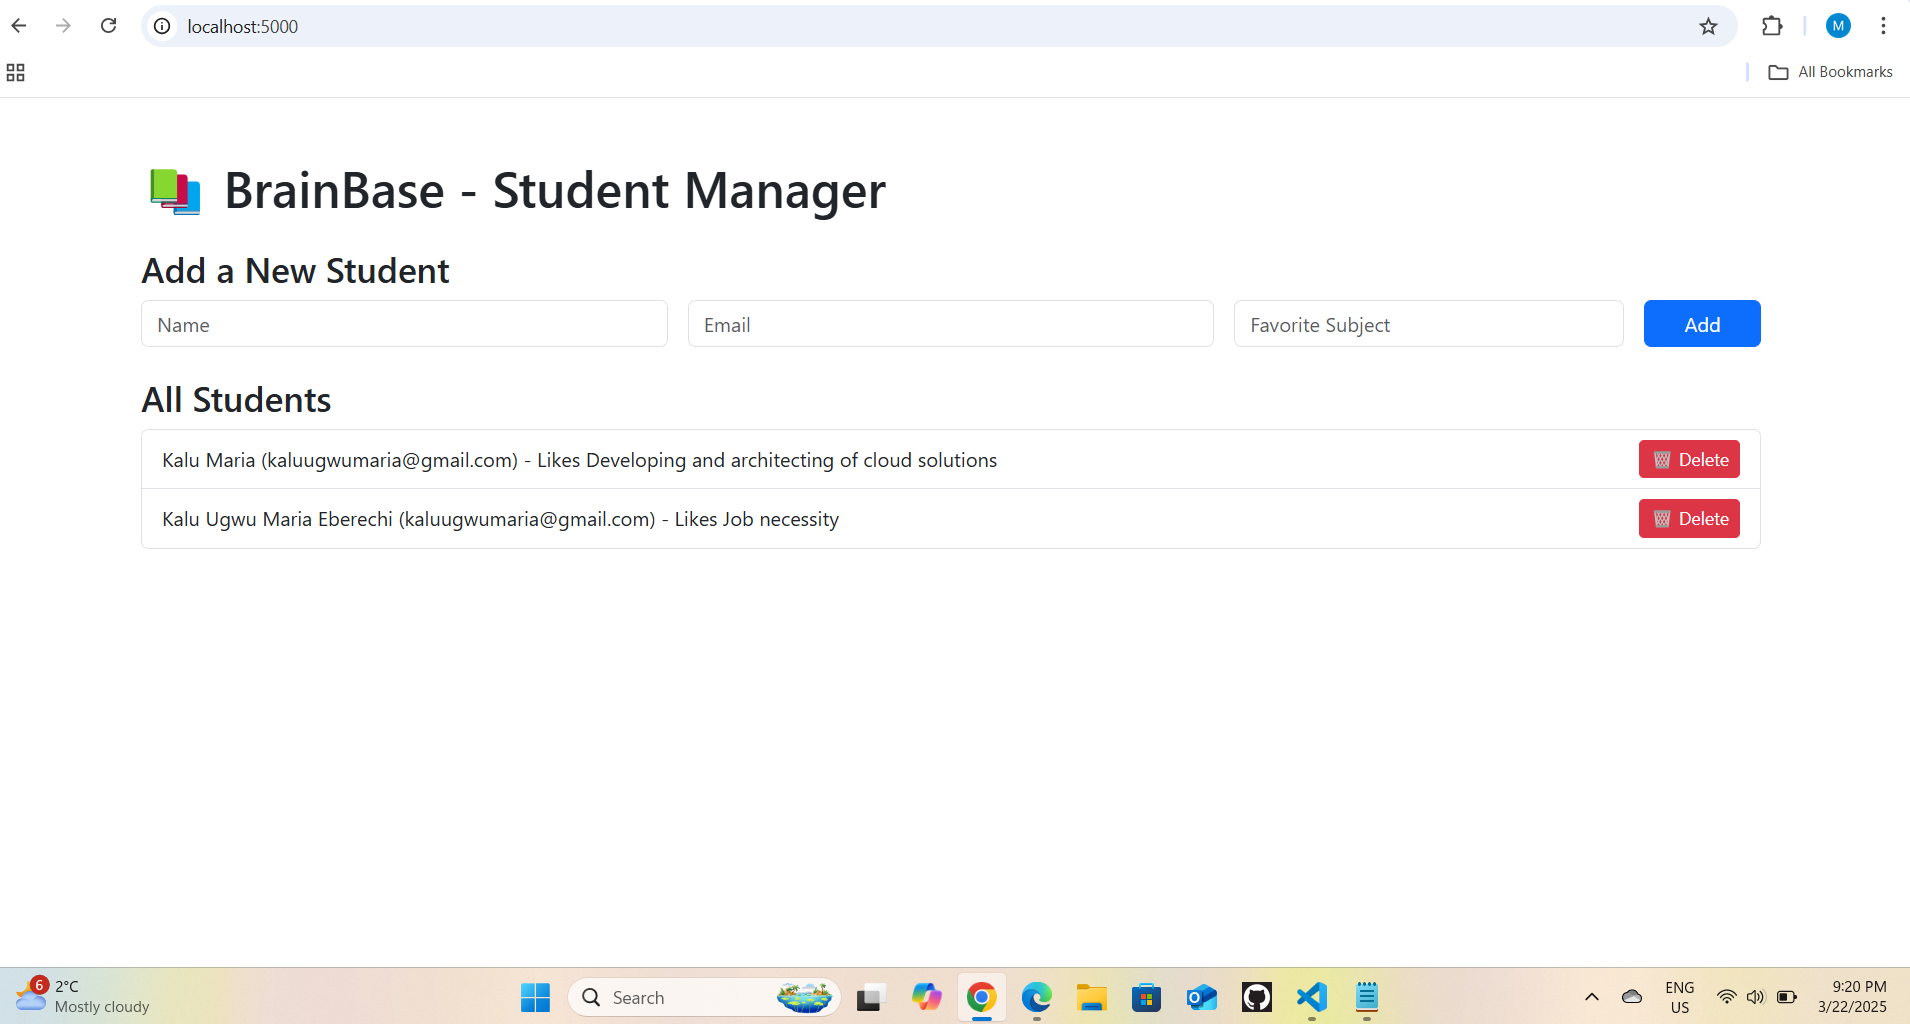 localhost:5000
M
All Bookmarks
📚 BrainBase - Student Manager
Add a New Student
Name
Email
Favorite Subject
Add
All Students
Kalu Maria (kaluugwumaria@gmail.com) - Likes Developing and architecting of cloud solutions
🗑️ Delete
Kalu Ugwu Maria Eberechi (kaluugwumaria@gmail.com) - Likes Job necessity
🗑️ Delete
6
2°C
Mostly cloudy
Search
ENG
US
9:20 PM
3/22/2025